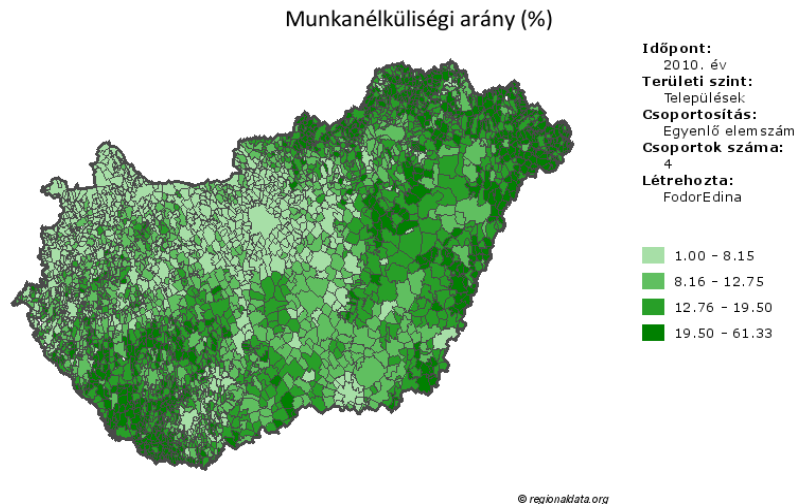 Munkanélküliségi arány (%)
Időpont:
2010. év
Területi szint:
Települések
Csoportosítás:
Egyenlő elemszám
Csoportok száma:
4
Létrehozta:
FodorEdina
1.00 - 8.15
8.16 - 12.75
12.76 - 19.50
19.50 - 61.33
© regionaldata.org